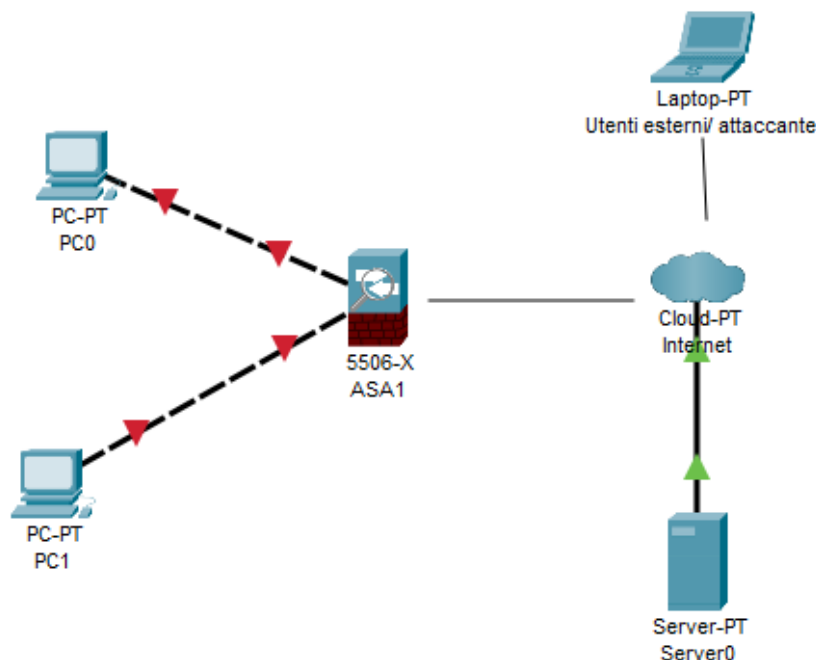 Laptop-PT
Utenti esterni/ attaccante
PC-PT
PC0
Cloud-PT
Internet
5506-X
ASA1
PC-PT
PC1
Server-PT
Server0